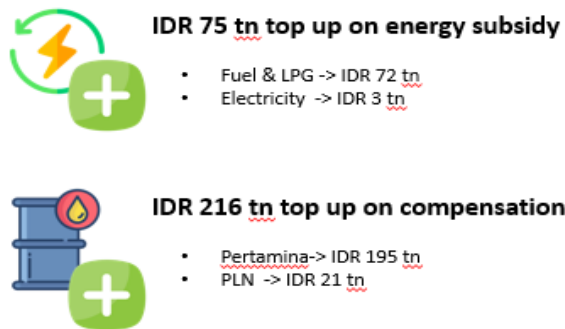 IDR 75 tn top up on energy subsidy
• Fuel & LPG -> IDR 72 tn
• Electricity -> IDR 3 tn
IDR 216 tn top up on compensation
• Pertamina-> IDR 195 tn
• PLN -> IDR 21 tn